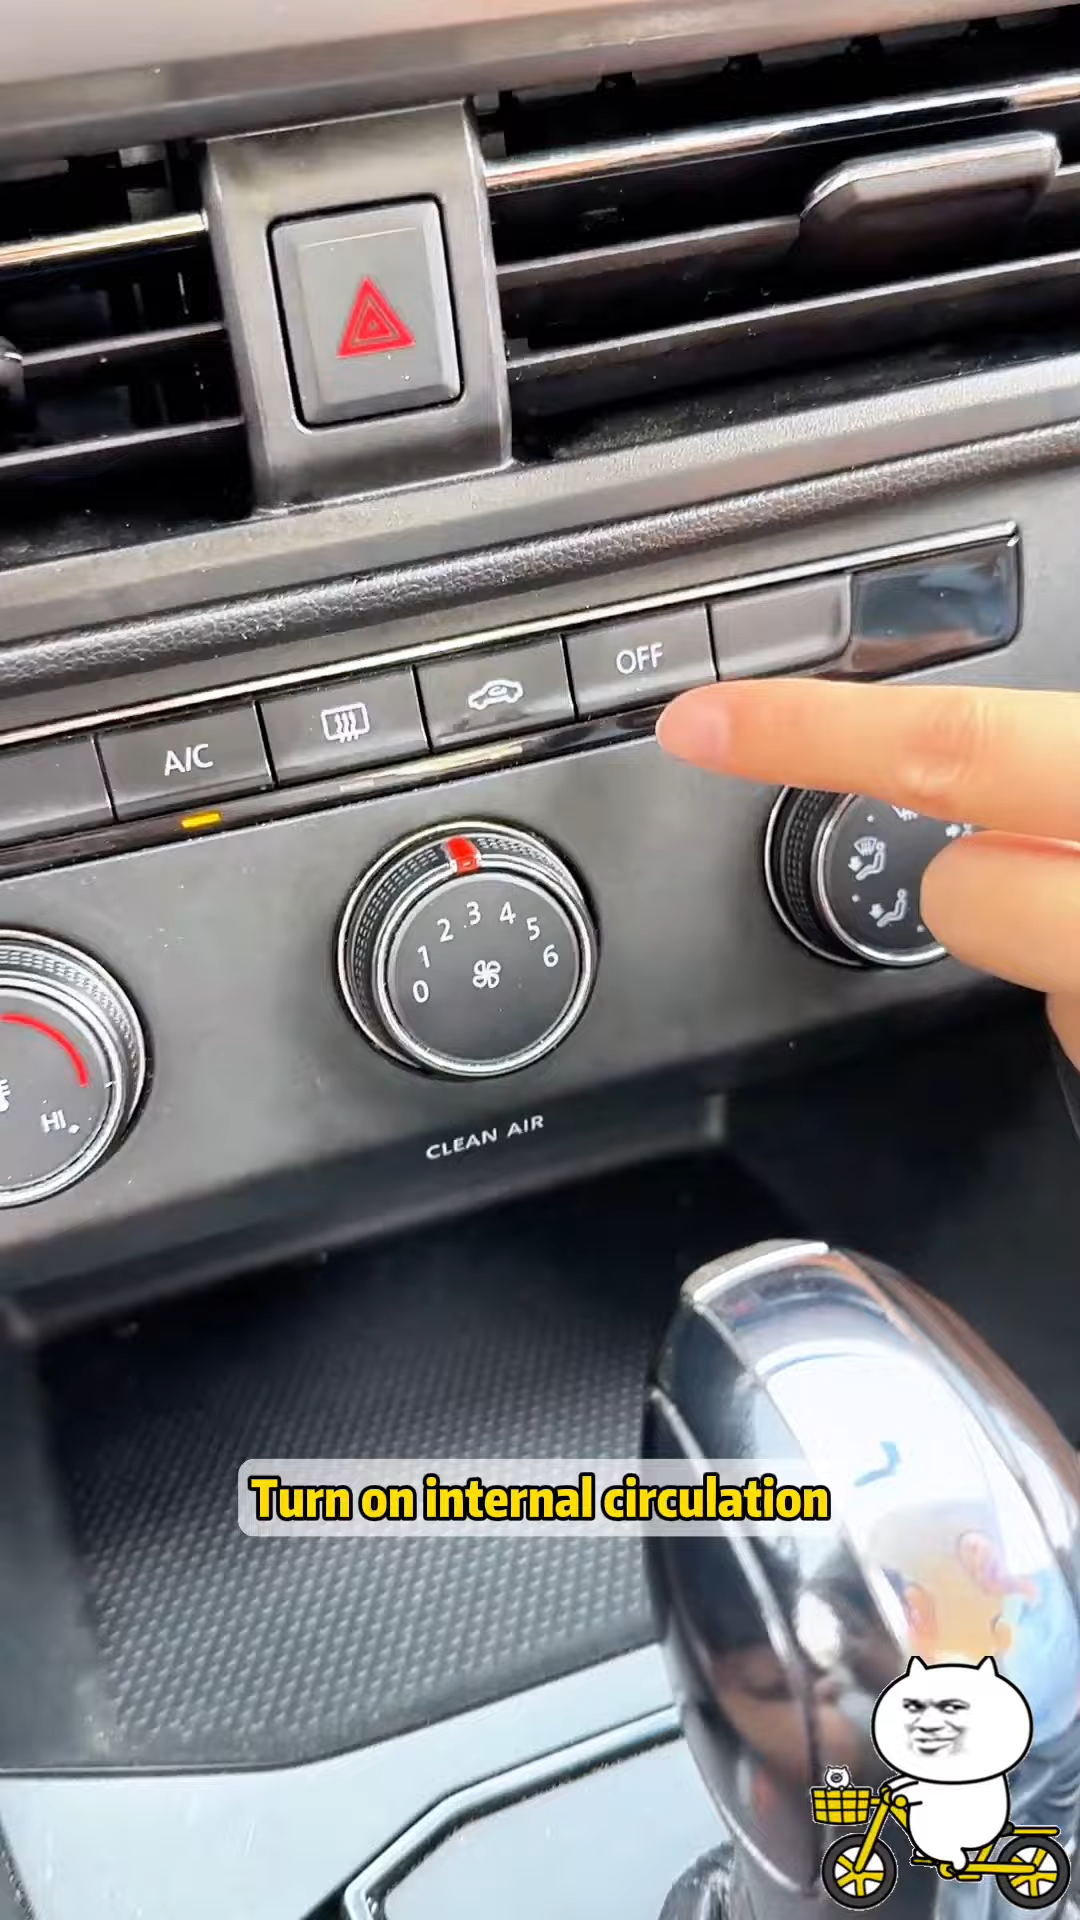 OFF
A/C
0 1 2 3 4 5 6
HI
CLEAN AIR
Turn on internal circulation